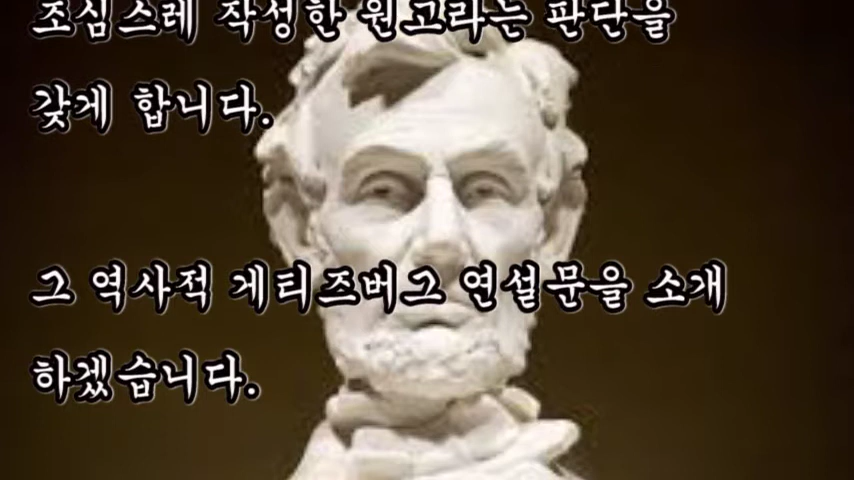 조심스레 작성한 원고라는 판단을
갖게 합니다.
그 역사적 게티즈버그 연설문을 소개
하겠습니다.